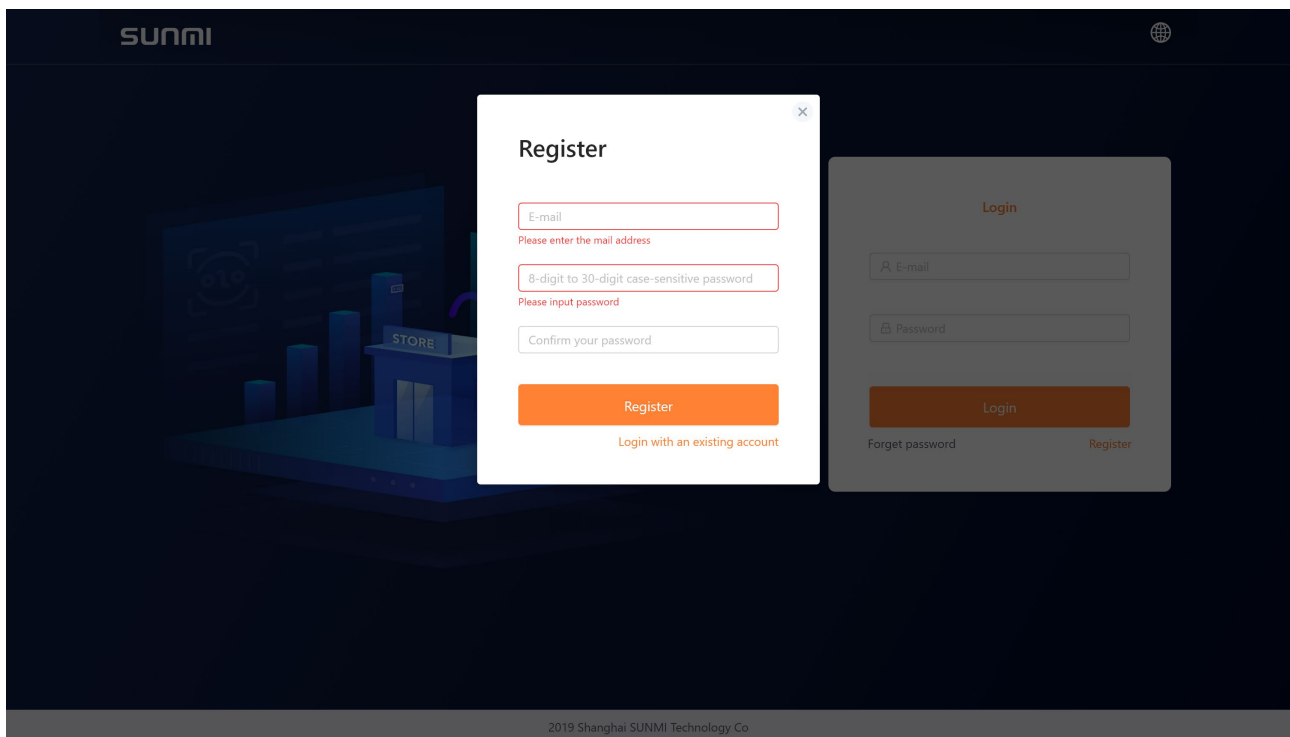 SUNMI
Register
E-mail
Please enter the mail address
8-digit to 30-digit case-sensitive password
Please input password
Confirm your password
Register
Login with an existing account
Login
E-mail
Password
Login
Forget password
Register
STORE
2019 Shanghai SUNMI Technology Co